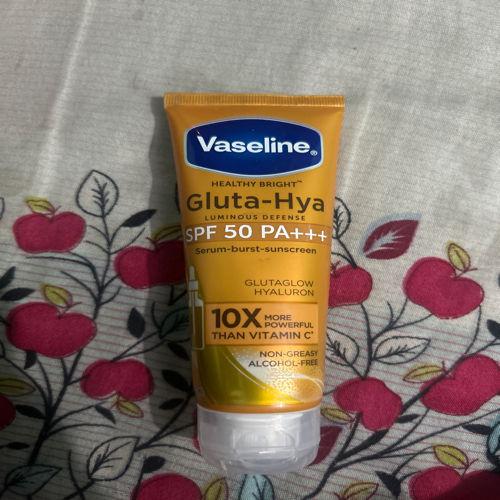 Vaseline®
HEALTHY BRIGHT™
Gluta-Hya
LUMINOUS DEFENSE
SPF 50 PA+++
Serum-burst-sunscreen
GLUTAGLOW
HYALURON
10X MORE POWERFUL
THAN VITAMIN C*
NON-GREASY
ALCOHOL-FREE